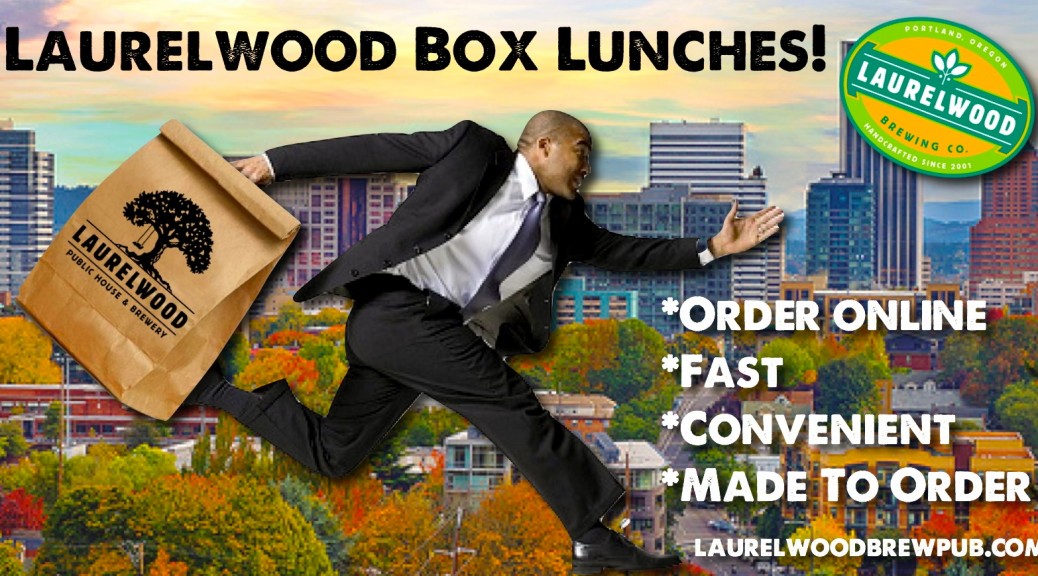 Laurelwood Box Lunches!
PORTLAND, OREGON
LAURELWOOD
BREWING CO.
HANDCRAFTED SINCE 2001
LAURELWOOD
PUBLIC HOUSE & BREWERY
*Order online
*Fast
*Convenient
*Made To Order
laurelwoodbrewpub.com